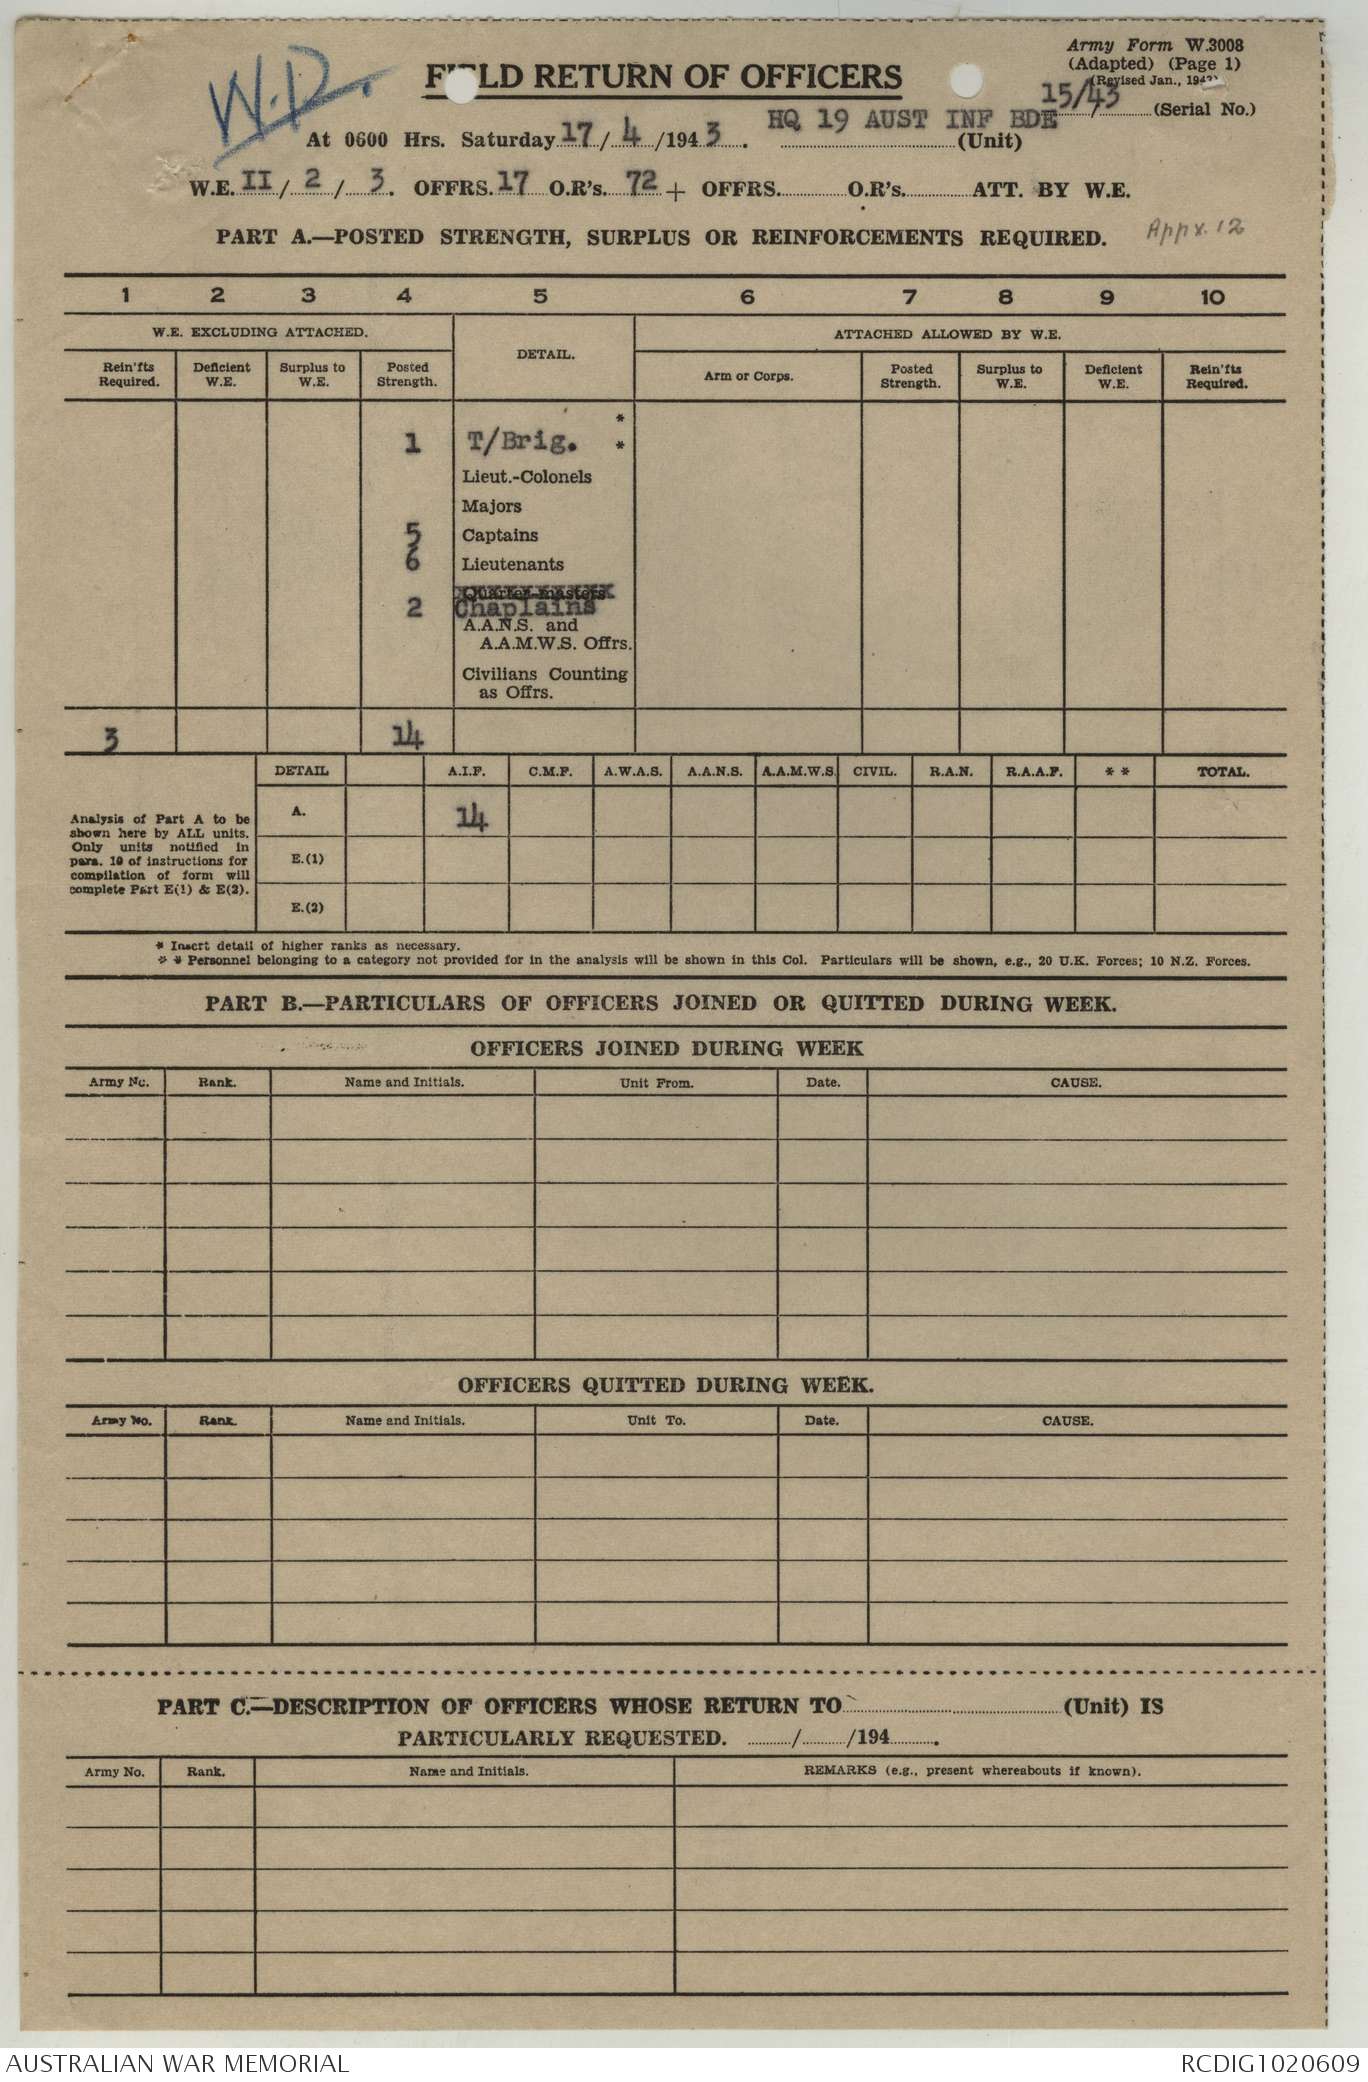 W.D.
FIELD RETURN OF OFFICERS
Army Form W.3008
(Adapted) (Page 1)
(Revised Jan., 1943)
15/43 (Serial No.)
At 0600 Hrs. Saturday 17/4/1943. HQ 19 AUST INF BDE (Unit)
W.E. II/2/3. OFFRS. 17 O.R's. 72 + OFFRS. O.R's. ATT. BY W.E.
PART A.—POSTED STRENGTH, SURPLUS OR REINFORCEMENTS REQUIRED.
Appx. 12
1 2 3 4 5 6 7 8 9 10
W.E. EXCLUDING ATTACHED. DETAIL. ATTACHED ALLOWED BY W.E.
Rein'fts Required. Deficient W.E. Surplus to W.E. Posted Strength. Arm or Corps. Posted Strength. Surplus to W.E. Deficient W.E. Rein'fts Required.
*
1 T/Brig. *
Lieut.-Colonels
Majors
5 Captains
6 Lieutenants
Quarter-masters
2 Chaplains
A.A.N.S. and
A.A.M.W.S. Offrs.
Civilians Counting
as Offrs.
3 14
DETAIL A.I.F. C.M.F. A.W.A.S. A.A.N.S. A.A.M.W.S. CIVIL. R.A.N. R.A.A.F. ** TOTAL.
Analysis of Part A to be
shown here by ALL units.
Only units notified in
para. 10 of instructions for
compilation of form will
complete Part E(1) & E(2).
A. 14
E.(1)
E.(2)
* Insert detail of higher ranks as necessary.
* * Personnel belonging to a category not provided for in the analysis will be shown in this Col. Particulars will be shown, e.g., 20 U.K. Forces; 10 N.Z. Forces.
PART B.—PARTICULARS OF OFFICERS JOINED OR QUITTED DURING WEEK.
OFFICERS JOINED DURING WEEK
Army No. Rank. Name and Initials. Unit From. Date. CAUSE.
OFFICERS QUITTED DURING WEEK.
Army No. Rank. Name and Initials. Unit To. Date. CAUSE.
PART C.—DESCRIPTION OF OFFICERS WHOSE RETURN TO (Unit) IS
PARTICULARLY REQUESTED. / /194 .
Army No. Rank. Name and Initials. REMARKS (e.g., present whereabouts if known).
AUSTRALIAN WAR MEMORIAL
RCDIG1020609